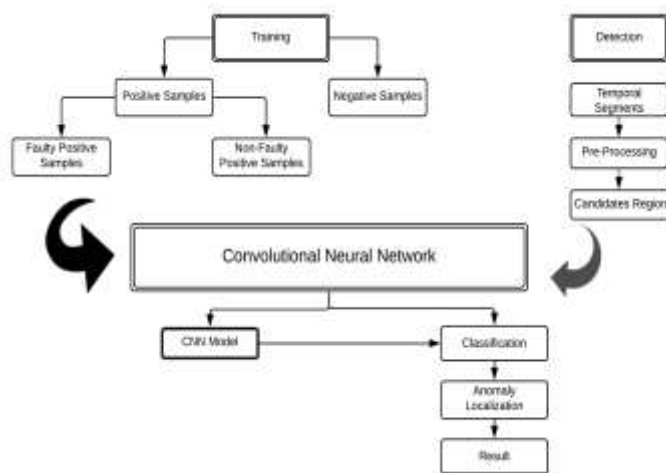 Training
Detection
Positive Samples
Negative Samples
Temporal
Segments
Faulty Positive
Samples
Non-Faulty
Positive Samples
Pre-Processing
Candidates Region
Convolutional Neural Network
CNN Model
Classification
Anomaly
Localization
Result